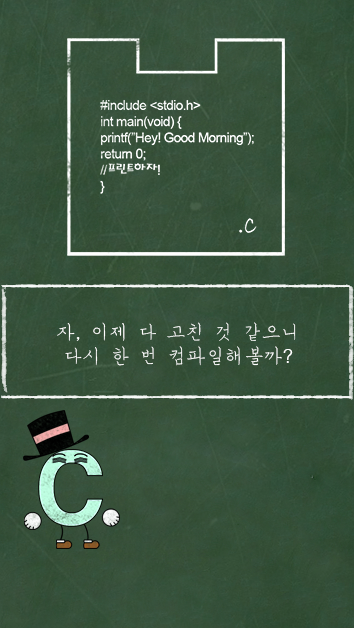 #include <stdio.h>
int main(void) {
printf("Hey! Good Morning");
return 0;
//프린트하자!
}
.C
자, 이제 다 고친 것 같으니
다시 한 번 컴파일해볼까?
C